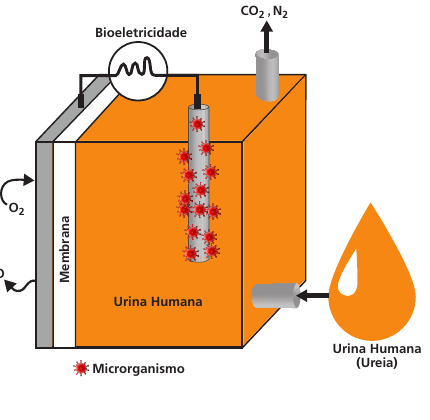 CO2 , N2
Bioeletricidade
O2
Membrana
Urina Humana
Urina Humana
(Ureia)
Microrganismo